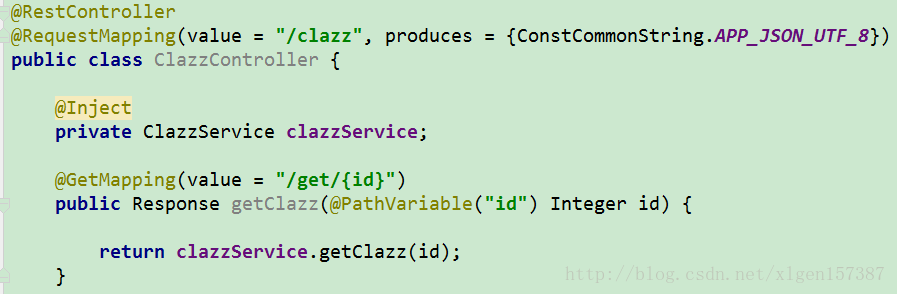 @RestController
@RequestMapping(value = "/clazz", produces = {ConstCommonString.APP_JSON_UTF_8})
public class ClazzController {
@Inject
private ClazzService clazzService;
@GetMapping(value = "/get/{id}")
public Response getClazz(@PathVariable("id") Integer id) {
return clazzService.getClazz(id);
}
http://blog.csdn.net/xlgen157387